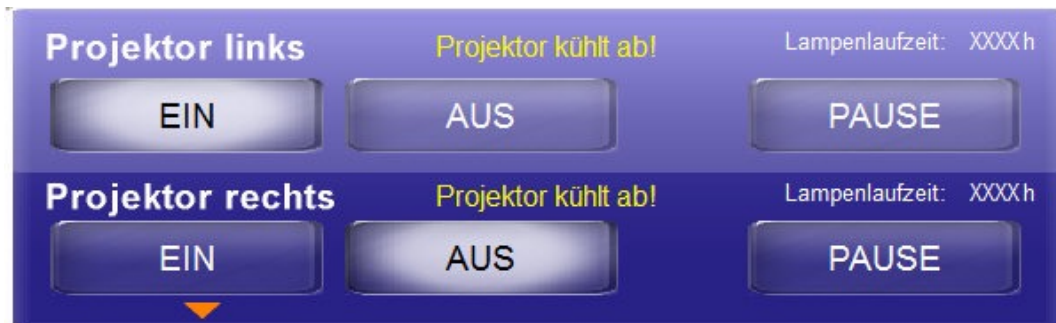 Projektor links Projektor kühlt ab! Lampenlaufzeit: XXXX h
EIN AUS PAUSE
Projektor rechts Projektor kühlt ab! Lampenlaufzeit: XXXX h
EIN AUS PAUSE